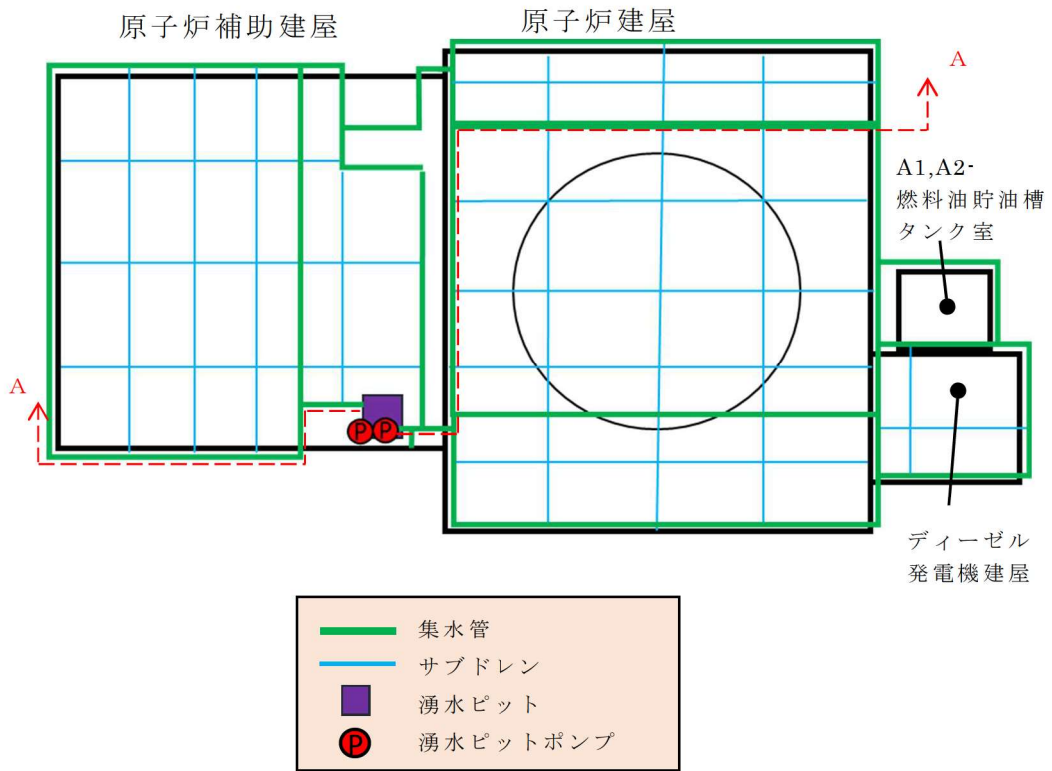 原子炉補助建屋
原子炉建屋
A
A1,A2-
燃料油貯油槽
タンク室
A
P P
ディーゼル
発電機建屋
集水管
サブドレン
湧水ピット
P
湧水ピットポンプ